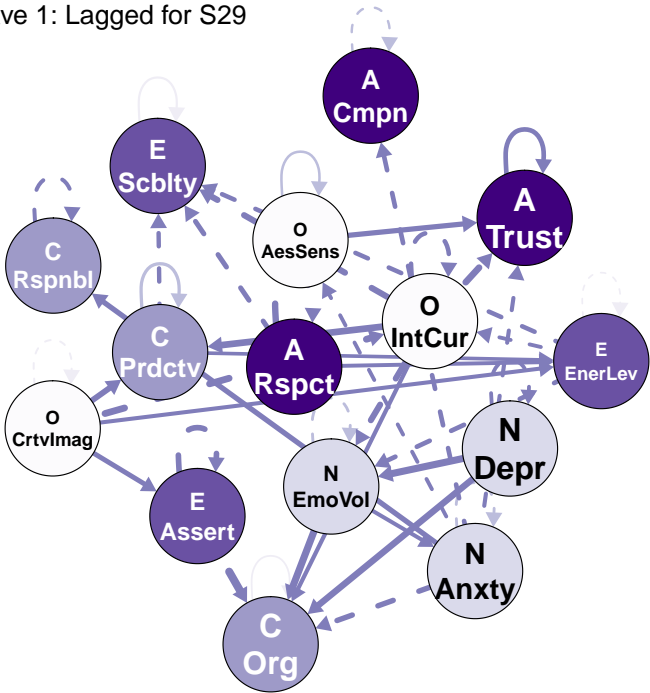 ve 1: Lagged for S29
A
Cmpn
E
Scblty
A
Trust
O
AesSens
C
Rspnbl
O
IntCur
C
Prdctv
A
Rspct
E
EnerLev
O
CrtvImag
N
Depr
N
EmoVol
E
Assert
N
Anxty
C
Org